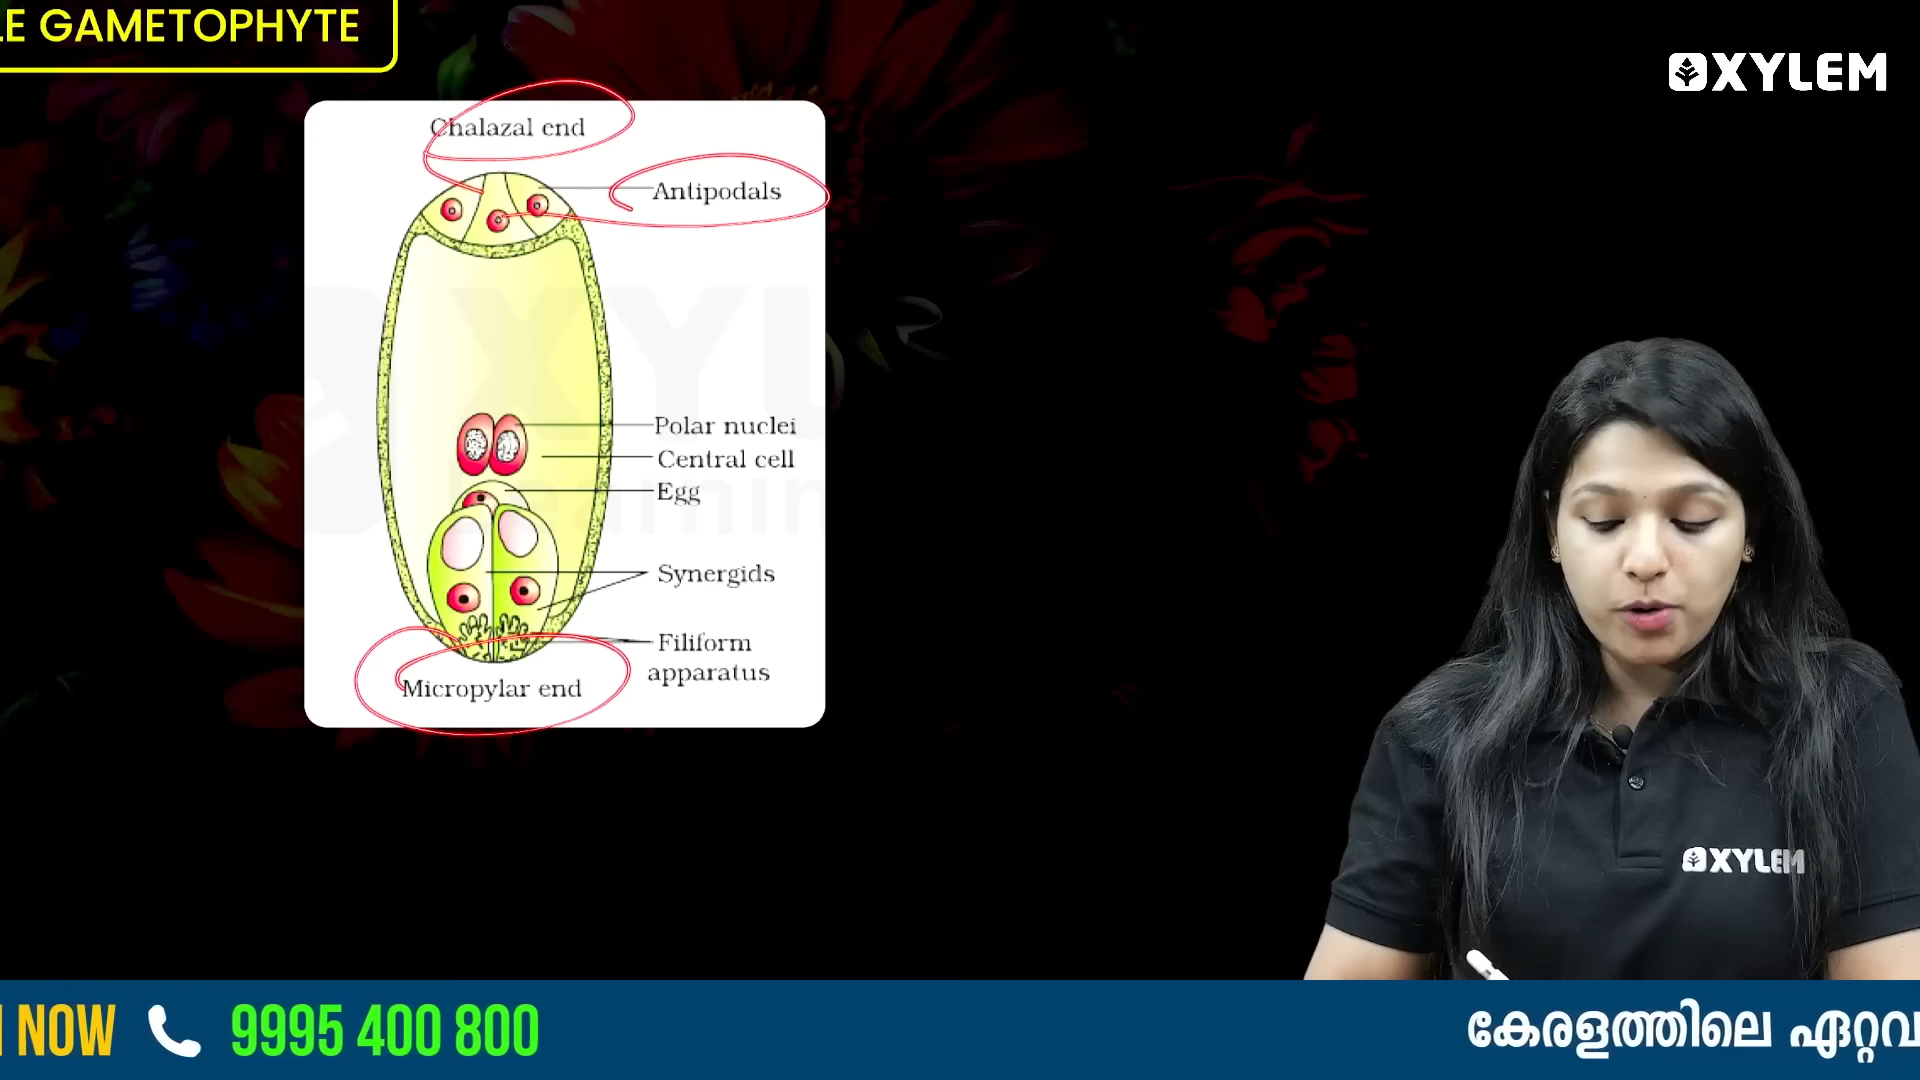 LE GAMETOPHYTE
XYLEM
Chalazal end
Antipodals
Polar nuclei
Central cell
Egg
Synergids
Filiform
apparatus
Micropylar end
XYLEM
NOW
9995 400 800
കേരളത്തിലെ ഏറ്റവ